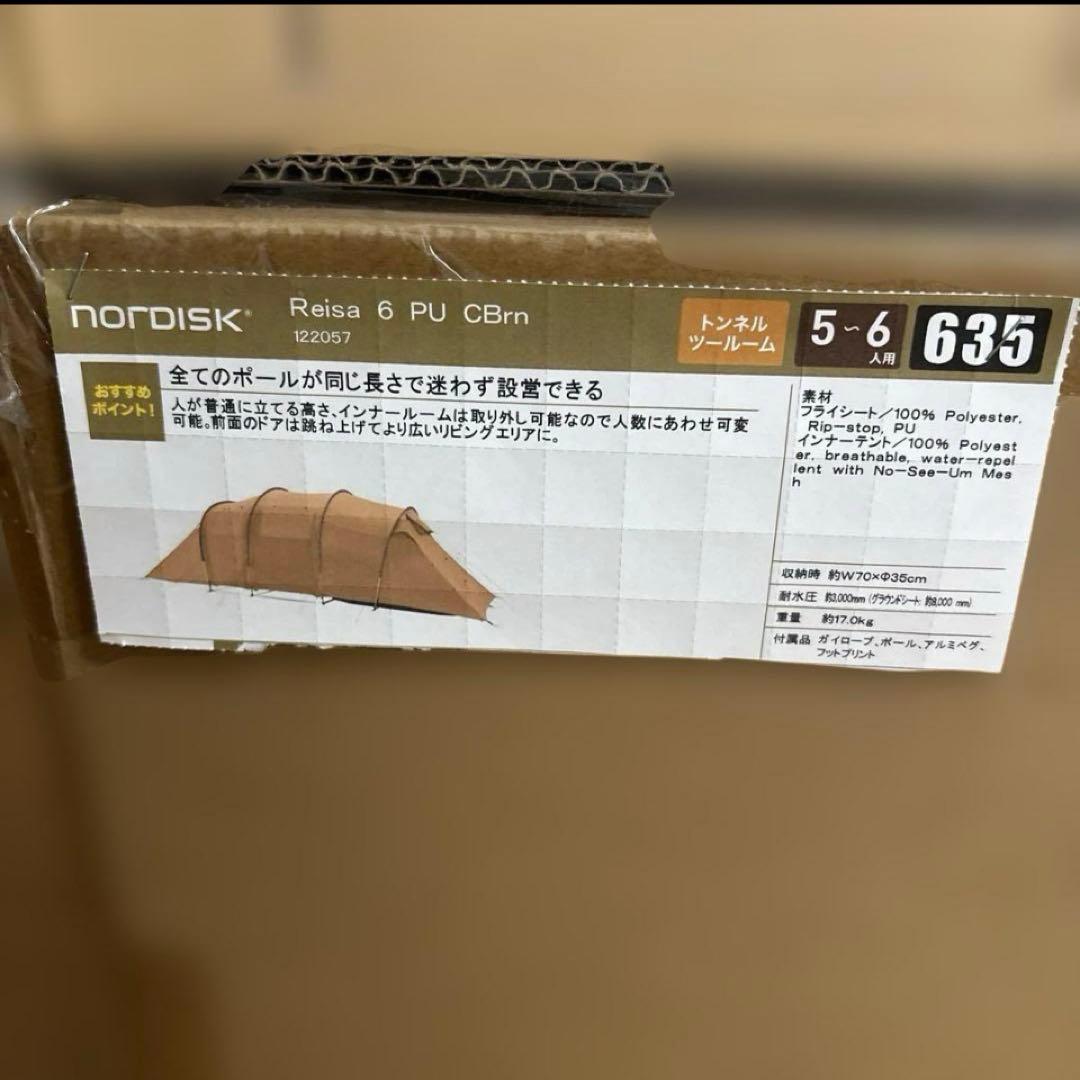 NORDISK®
Reisa 6 PU CBrn
122057
トンネル
ツールーム
5~6
人用
635
おすすめ
ポイント!
全てのポールが同じ長さで迷わず設営できる
人が普通に立てる高さ、インナールームは取り外し可能なので人数にあわせ可変
可能。前面のドアは跳ね上げてより広いリビングエリアに。
素材
フライシート/100% Polyester,
Rip-stop, PU
インナーテント/100% Polyest
er, breathable, water-repel
lent with No-See-Um Mes
h
収納時 約W70×Φ35cm
耐水圧 約3,000mm (グラウンドシート: 約8,000 mm)
重量 約17.0kg
付属品 ガイロープ、ポール、アルミペグ、
フットプリント